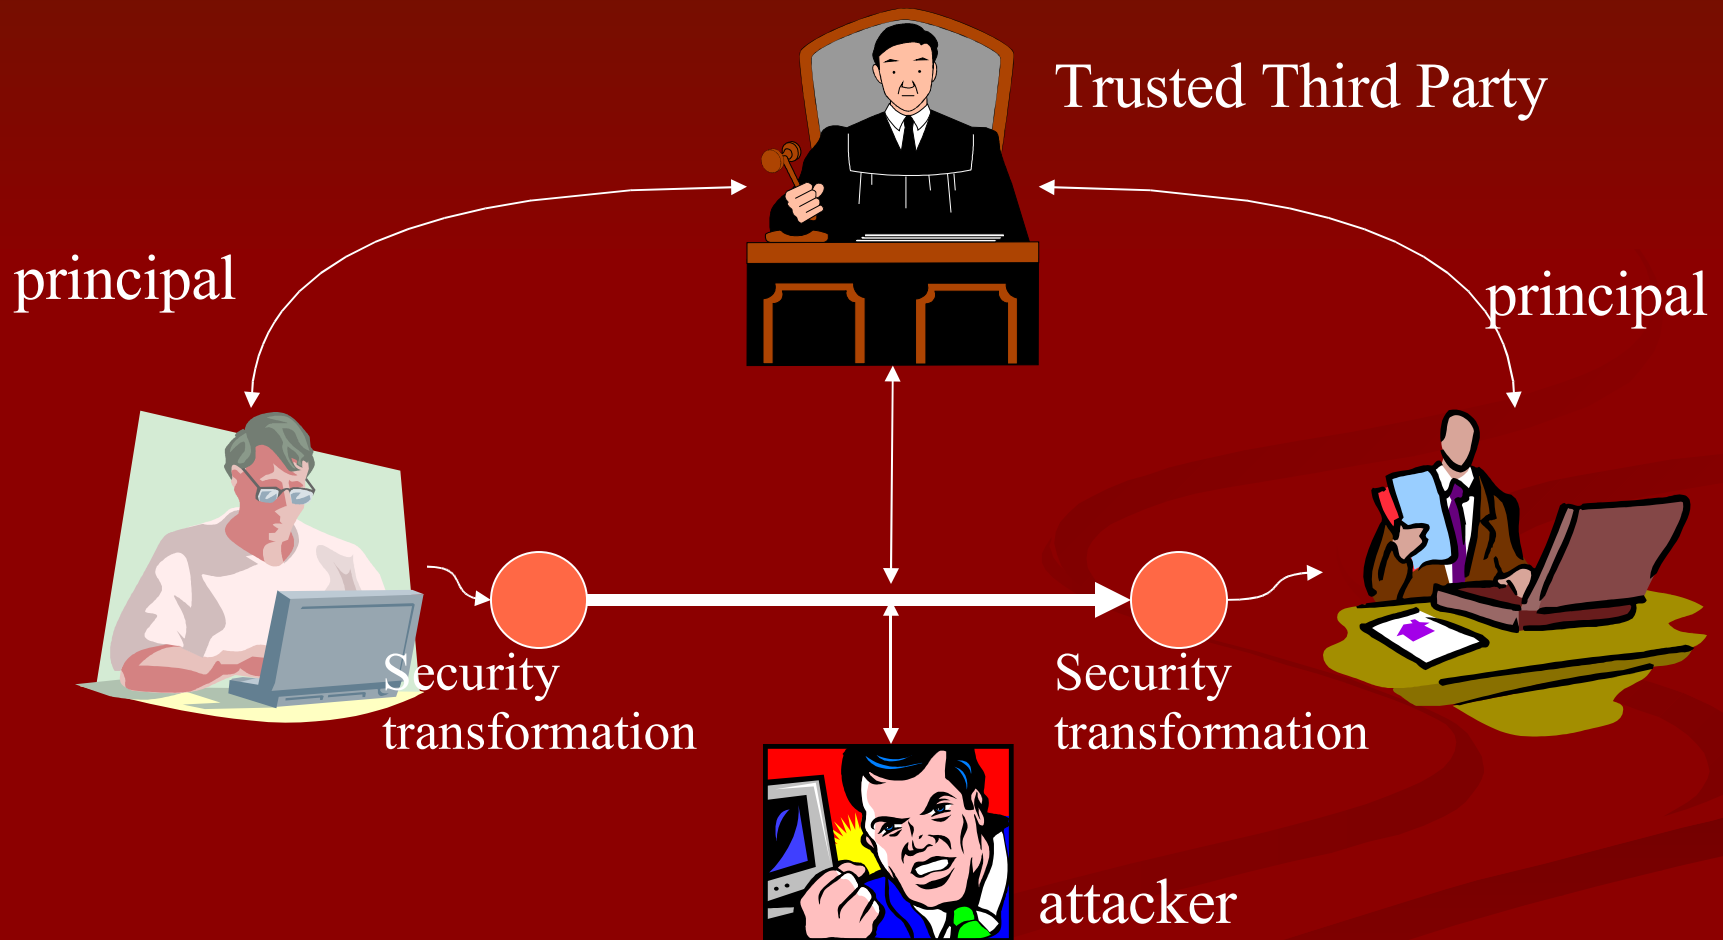 Trusted Third Party
principal
principal
Security
transformation
Security
transformation
attacker